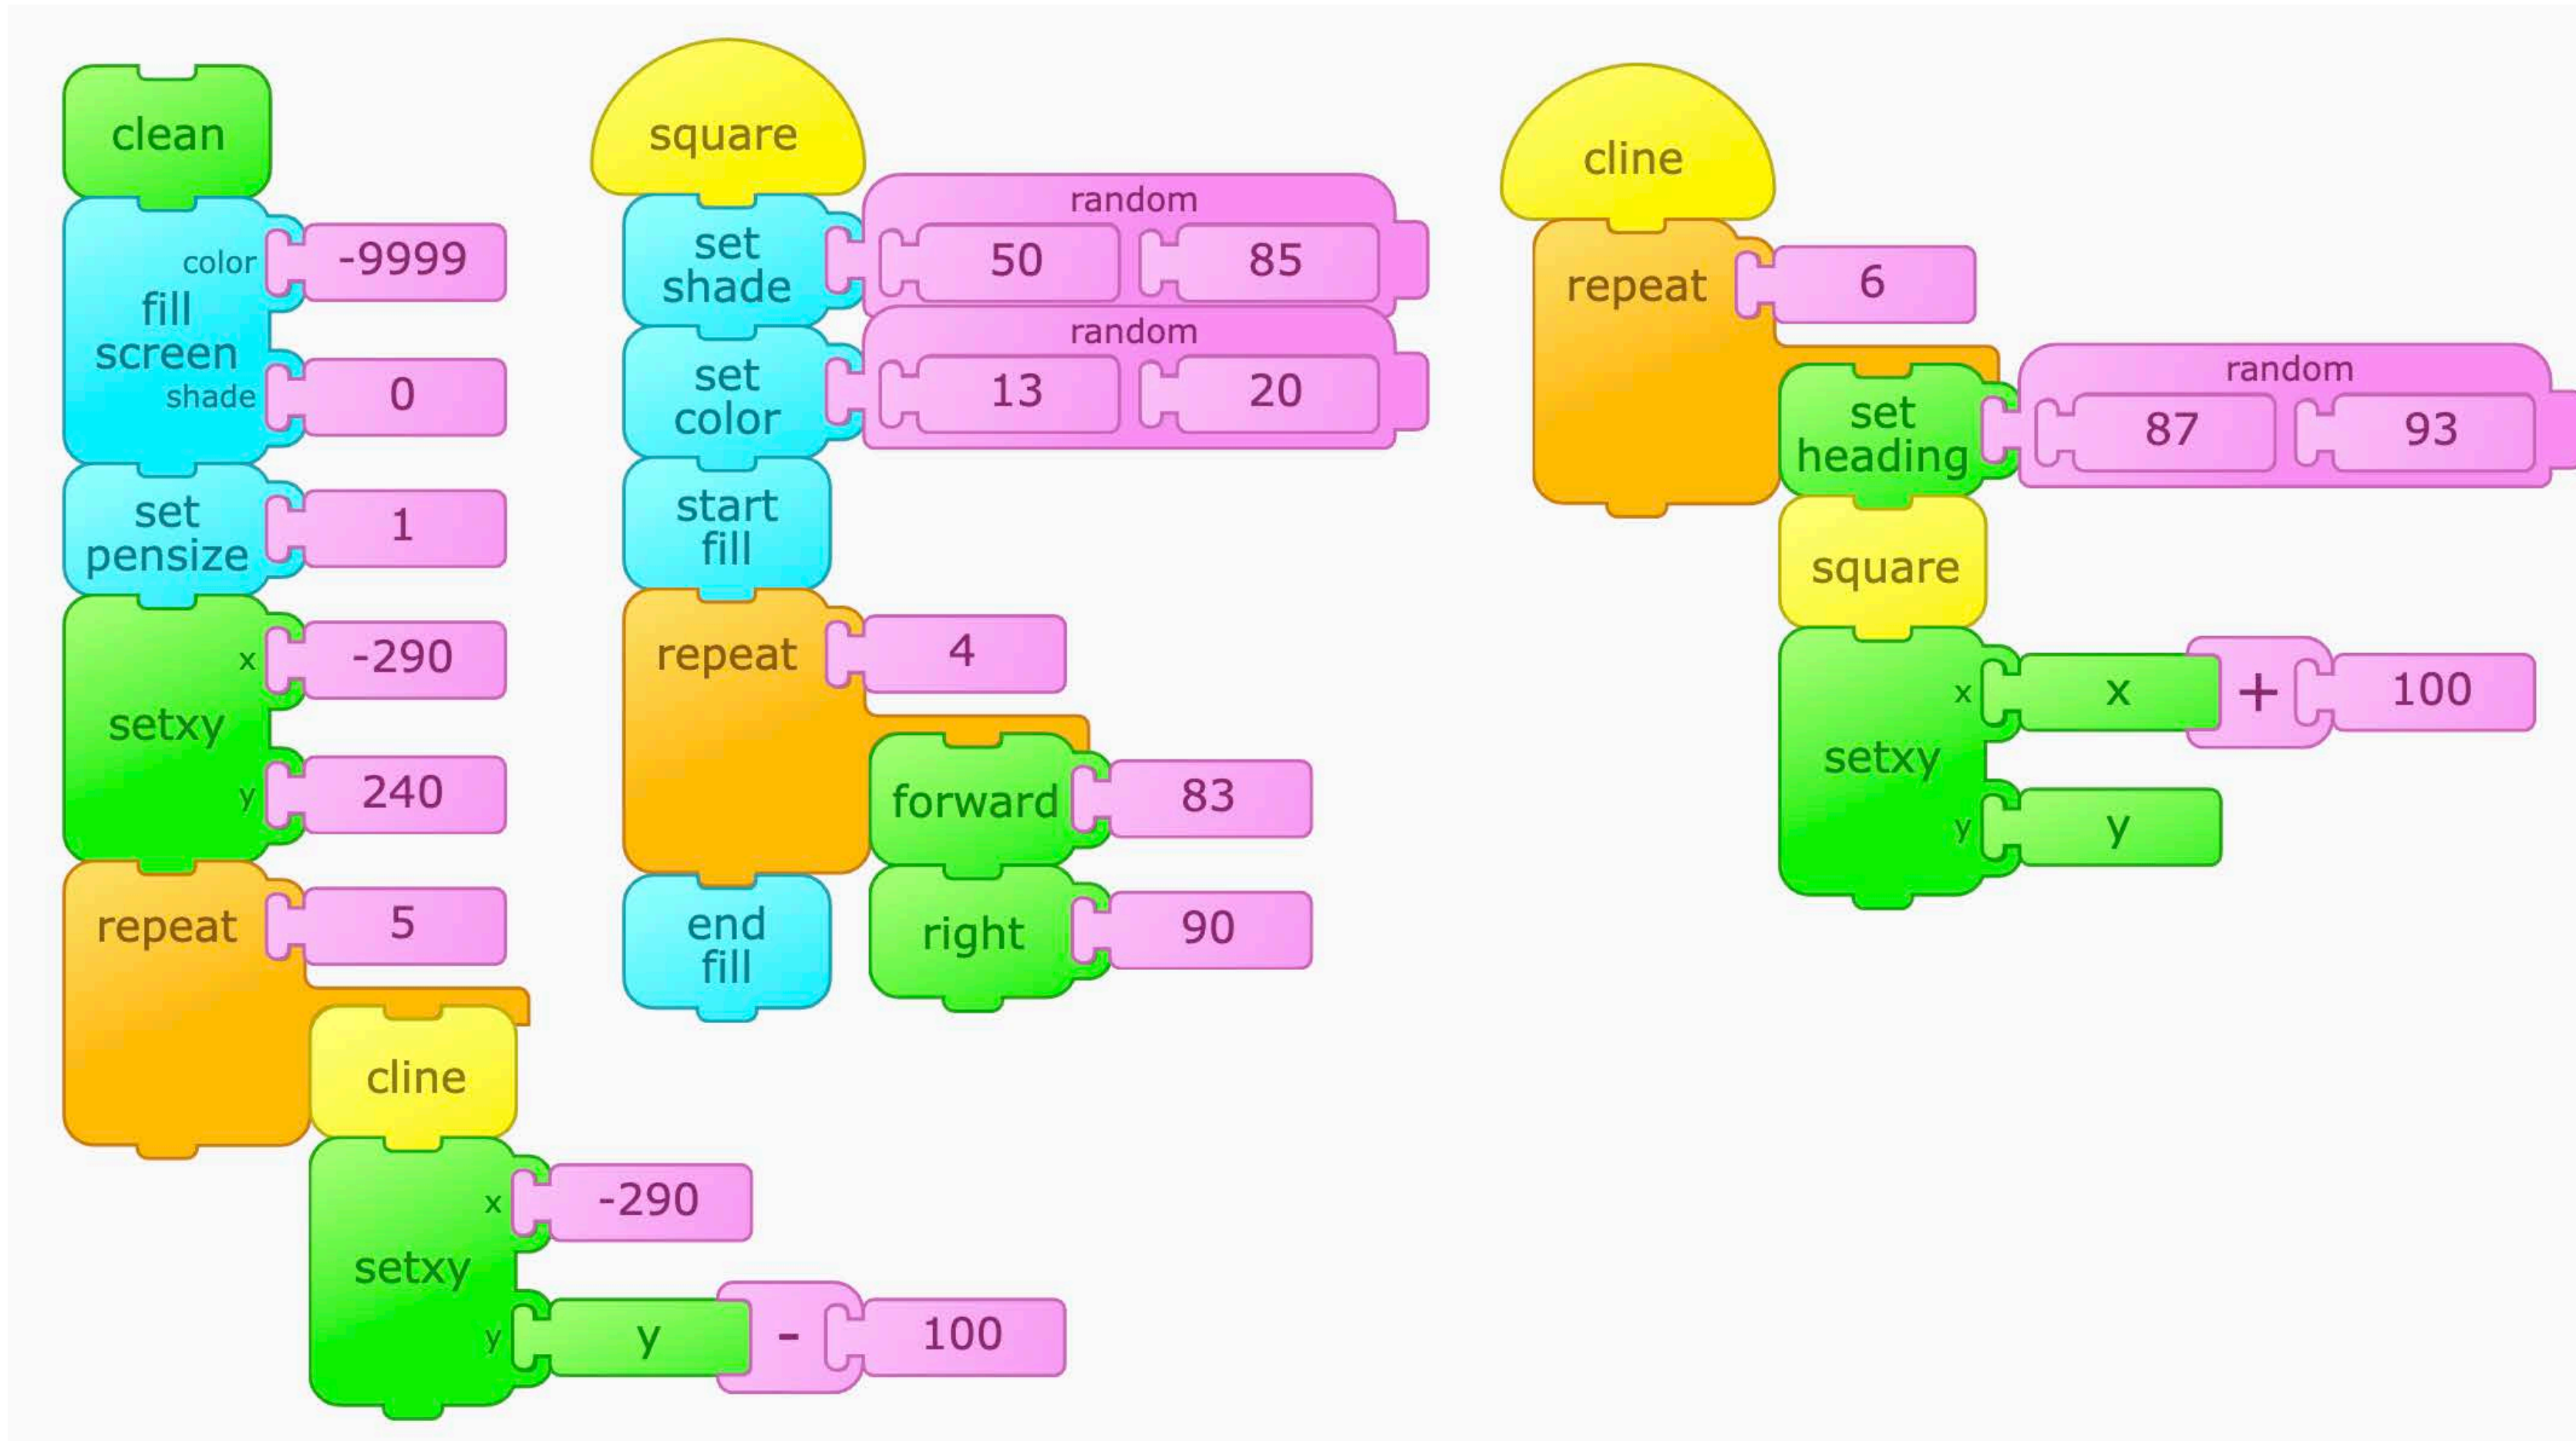 clean
color -9999
fill
screen
shade 0
set
pensize 1
x -290
setxy
y 240
repeat 5
cline
x -290
setxy
y y - 100
square
random
set
shade 50 85
random
set
color 13 20
start
fill
repeat 4
forward 83
right 90
end
fill
cline
repeat 6
random
set
heading 87 93
square
x x + 100
setxy
y y